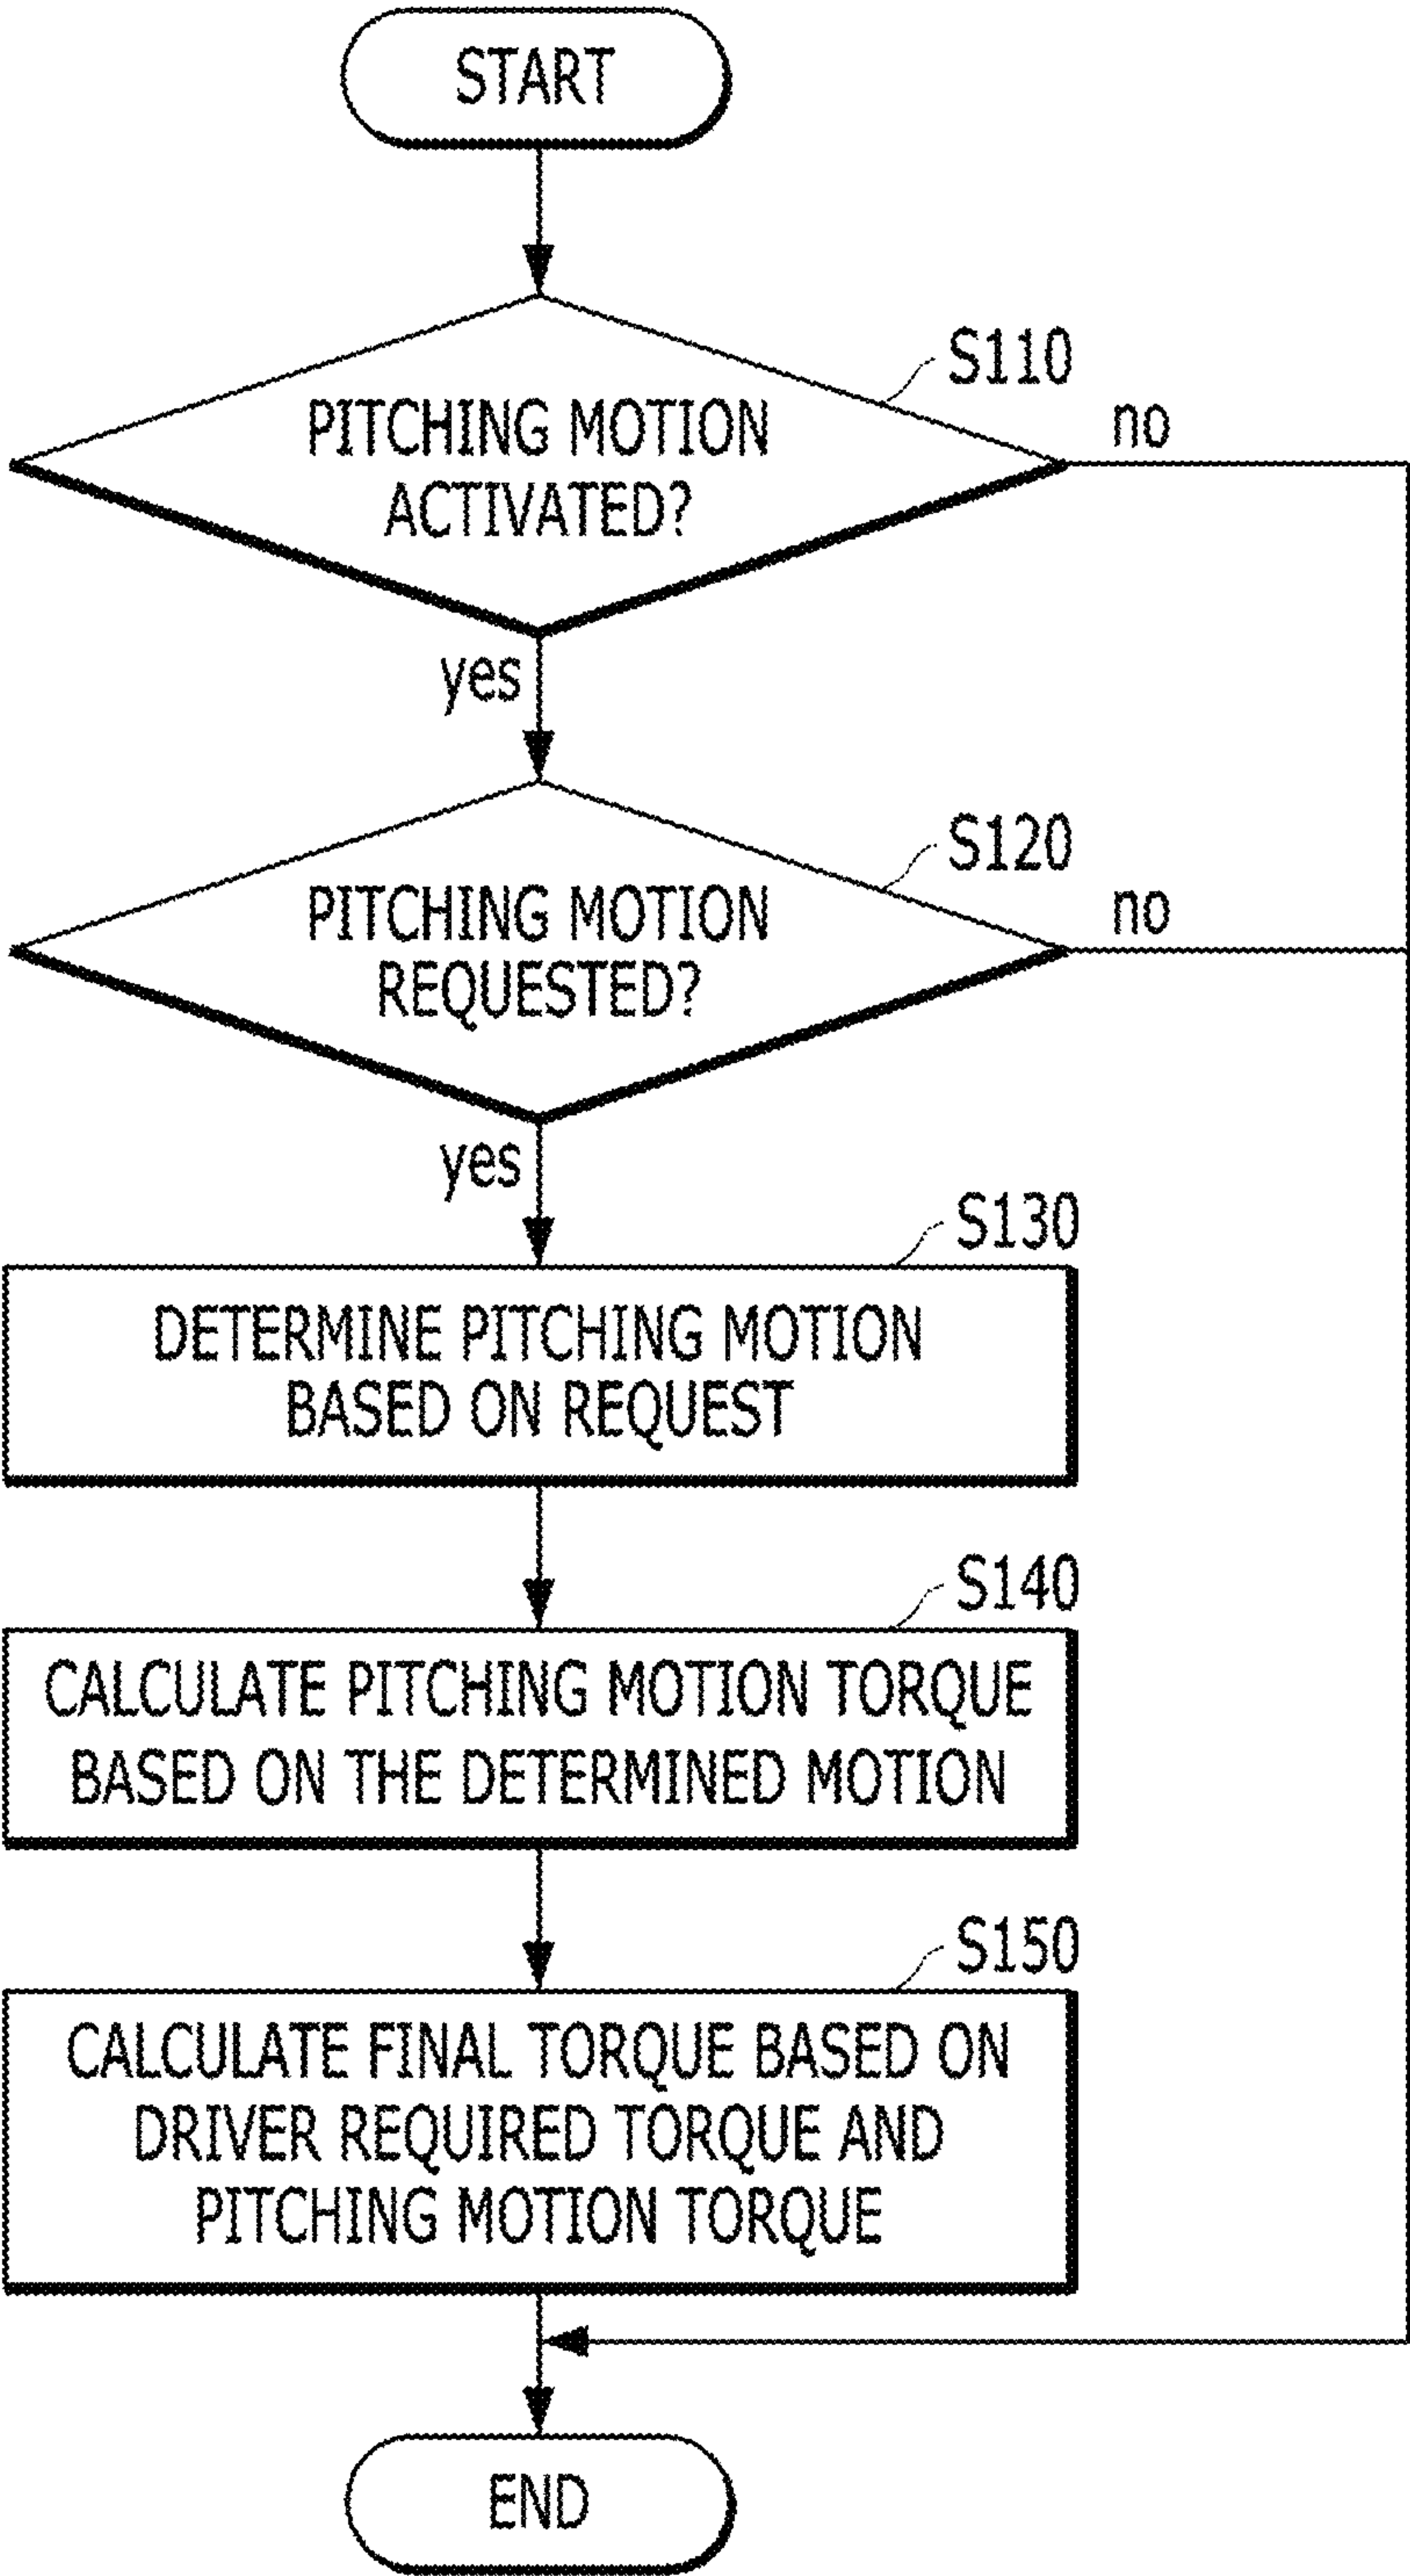 START
S110
PITCHING MOTION
ACTIVATED?
no
yes
S120
PITCHING MOTION
REQUESTED?
no
yes
S130
DETERMINE PITCHING MOTION
BASED ON REQUEST
S140
CALCULATE PITCHING MOTION TORQUE
BASED ON THE DETERMINED MOTION
S150
CALCULATE FINAL TORQUE BASED ON
DRIVER REQUIRED TORQUE AND
PITCHING MOTION TORQUE
END